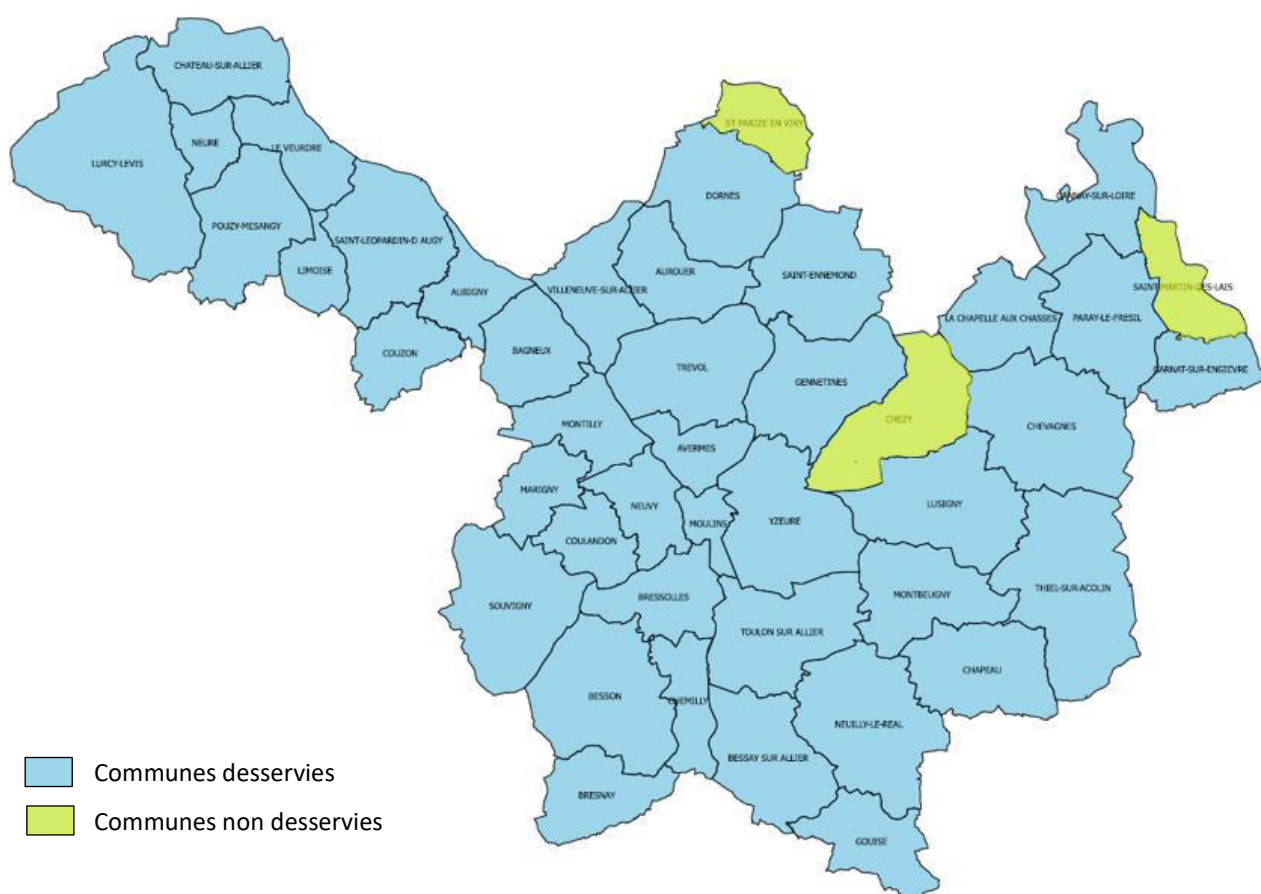 CHATEAU-SUR-ALLIER
ST PARIZE EN VIRY
NEURE
LE VEURDRE
LURCY-LEVIS
DORNES
GANNAY-SUR-LOIRE
POUZY-MESANGY
SAINT-LEOPARDIN-D AUGY
LIMOISE
AUROUER
SAINT-ENNEMOND
AUBIGNY
VILLENEUVE-SUR-ALLIER
SAINT-MARTIN-DES-LAIS
LA CHAPELLE AUX CHASSES
PARAY-LE-FRESIL
COUZON
BAGNEUX
TREVOL
GENNETINES
GARNAT-SUR-ENGIEVRE
CHEZY
MONTILLY
CHEVAGNES
AVERMES
MARIGNY
NEUVY
LUSIGNY
MOULINS
YZEURE
COULANDON
THIEL-SUR-ACOLIN
SOUVIGNY
BRESSOLLES
MONTBEUGNY
TOULON SUR ALLIER
CHAPEAU
BESSON
CHEMILLY
NEUILLY-LE-REAL
BESSAY SUR ALLIER
BRESNAY
GOUISE
Communes desservies
Communes non desservies